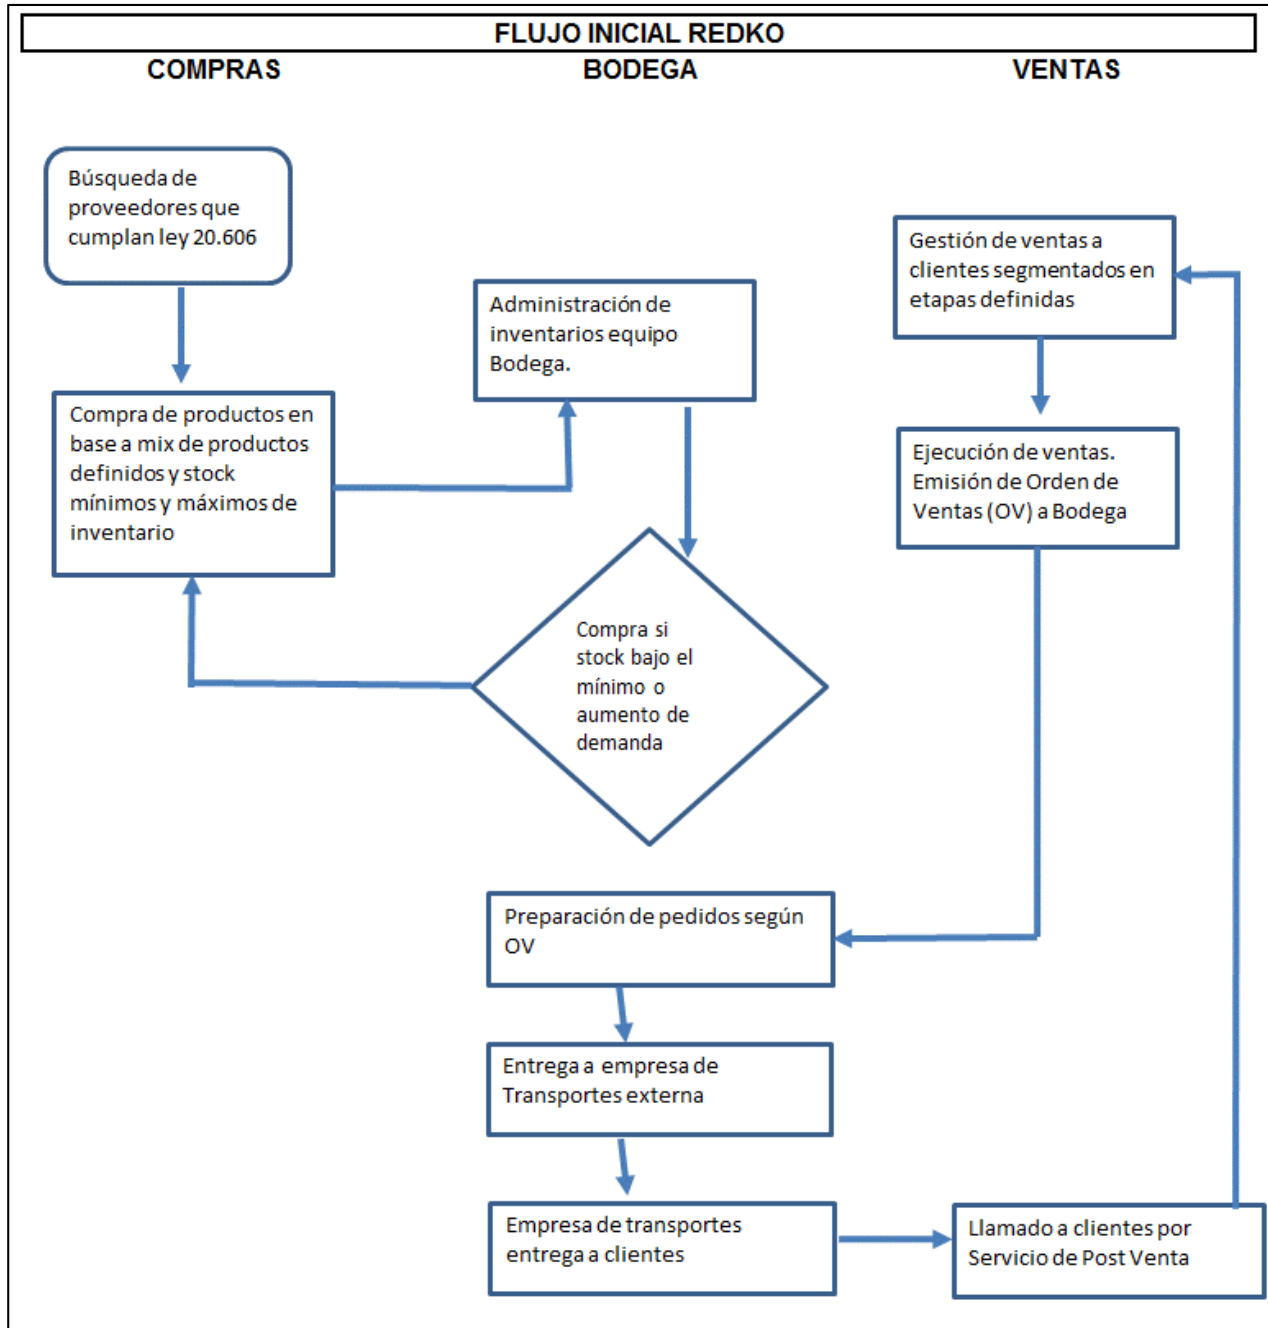 FLUJO INICIAL REDKO
COMPRAS
BODEGA
VENTAS
Búsqueda de
proveedores que
cumplan ley 20.606
Compra de productos en
base a mix de productos
definidos y stock
mínimos y máximos de
inventario
Administración de
inventarios equipo
Bodega.
Compra si
stock bajo el
mínimo o
aumento de
demanda
Gestión de ventas a
clientes segmentados en
etapas definidas
Ejecución de ventas.
Emisión de Orden de
Ventas (OV) a Bodega
Preparación de pedidos según
OV
Entrega a empresa de
Transportes externa
Empresa de transportes
entrega a clientes
Llamado a clientes por
Servicio de Post Venta